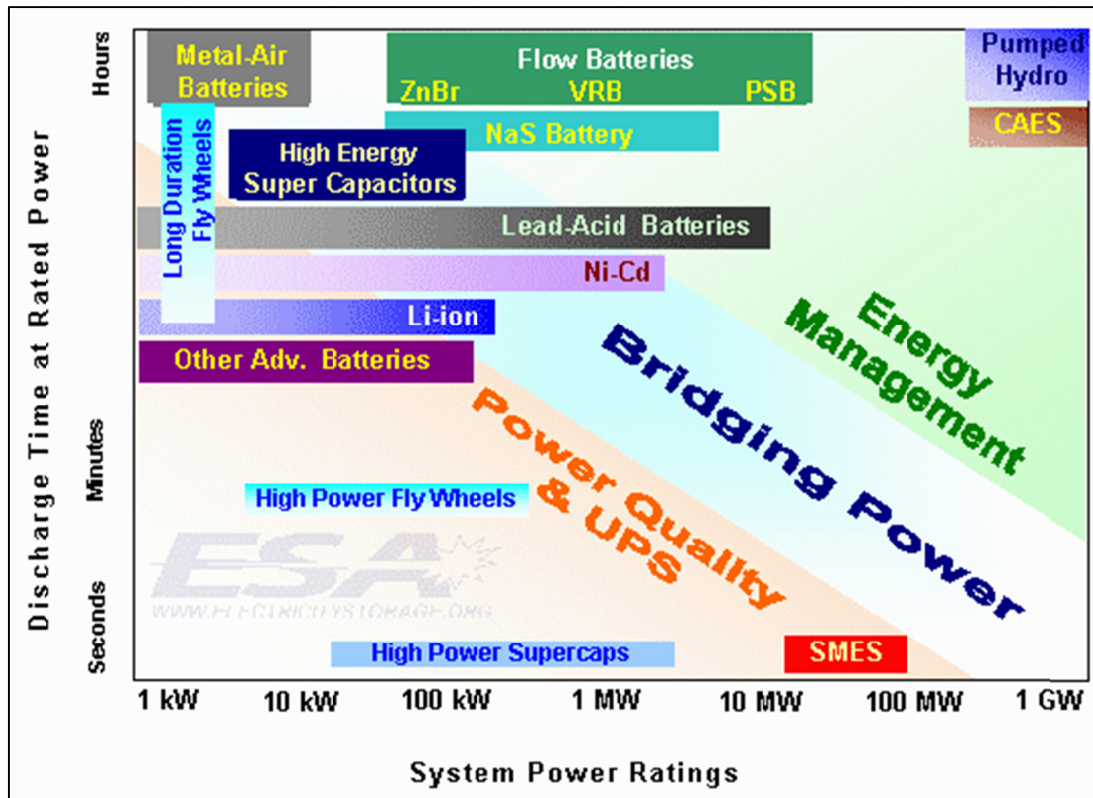 Hours
Minutes
Seconds
Discharge Time at Rated Power
Metal-Air
Batteries
Flow Batteries
ZnBr VRB PSB
Pumped
Hydro
CAES
NaS Battery
High Energy
Super Capacitors
Long Duration
Fly Wheels
Lead-Acid Batteries
Ni-Cd
Li-ion
Other Adv. Batteries
Energy
Management
Bridging Power
Power Quality
& UPS
High Power Fly Wheels
ESA
WWW.ELECTRICITYSTORAGE.ORG
High Power Supercaps
SMES
1 kW 10 kW 100 kW 1 MW 10 MW 100 MW 1 GW
System Power Ratings